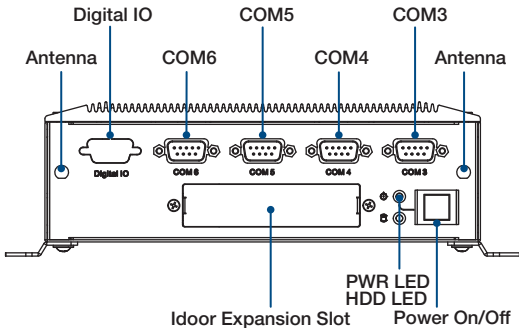 Digital IO COM5 COM3
Antenna COM6 COM4 Antenna
Digital IO COM 6 COM 5 COM 4 COM 3
PWR LED
HDD LED
Idoor Expansion Slot Power On/Off